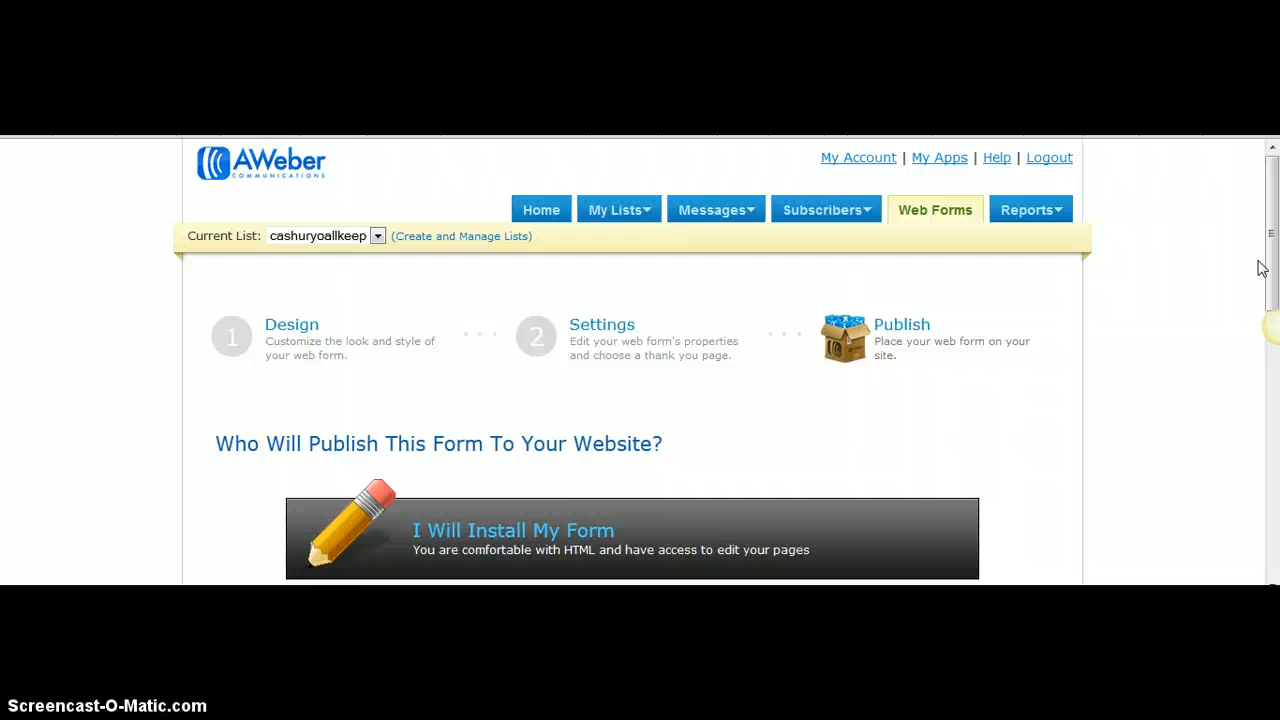 AWeber
COMMUNICATIONS
My Account | My Apps | Help | Logout
Home My Lists Messages Subscribers Web Forms Reports
Current List: cashuryoallkeep (Create and Manage Lists)
1 Design
Customize the look and style of
your web form.
2 Settings
Edit your web form's properties
and choose a thank you page.
Publish
Place your web form on your
site.
Who Will Publish This Form To Your Website?
I Will Install My Form
You are comfortable with HTML and have access to edit your pages
Screencast-O-Matic.com